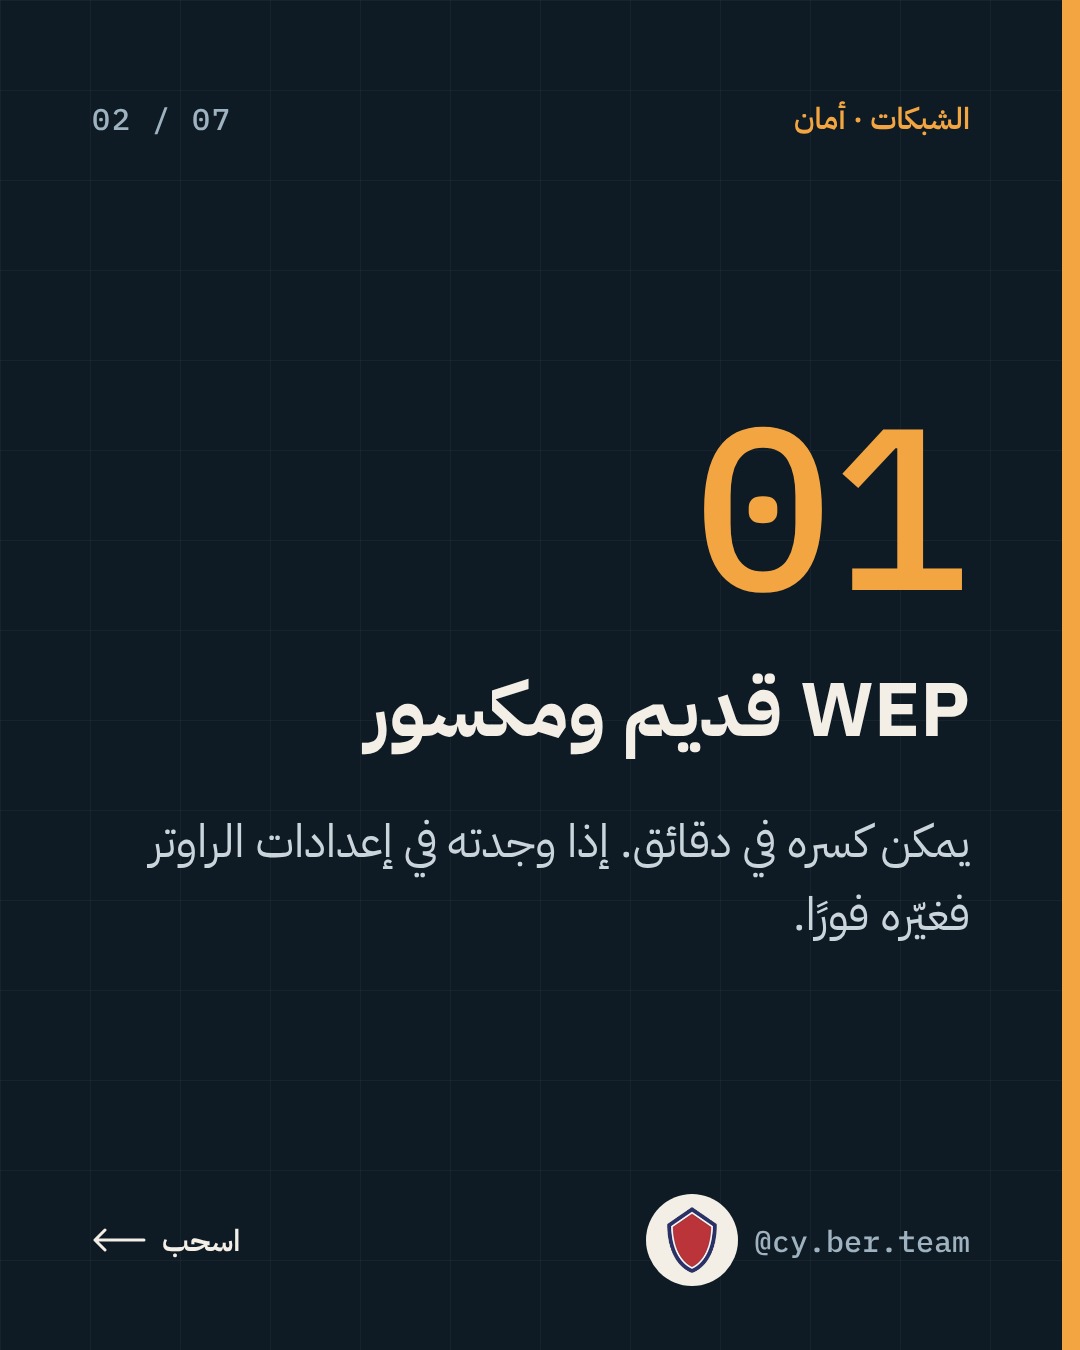 الشبكات · أمان
02 / 07
01
WEP قديم ومكسور
يمكن كسره في دقائق. إذا وجدته في إعدادات الراوتر
فغيّره فورًا.
@cy.ber.team
اسحب ←